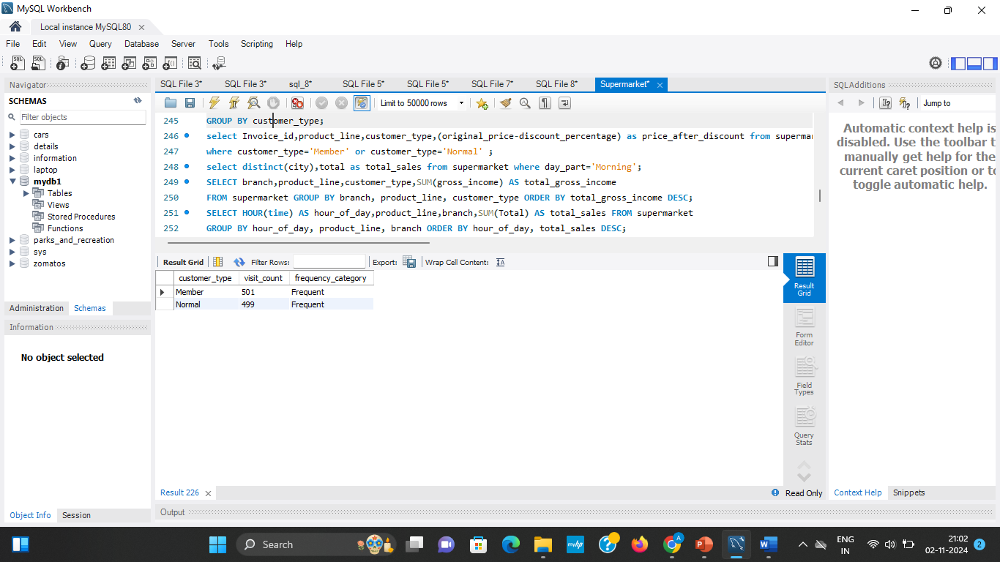 MySQL Workbench
Local instance MySQL80
File Edit View Query Database Server Tools Scripting Help
Navigator
SCHEMAS
Filter objects
cars
details
information
laptop
mydb1
Tables
Views
Stored Procedures
Functions
parks_and_recreation
sys
zomatos
Administration Schemas
Information
No object selected
Object Info Session
SQL File 3* SQL File 3* sql_8* SQL File 5* SQL File 5* SQL File 7* SQL File 8* Supermarket*
Limit to 50000 rows
245 GROUP BY customer_type;
246 select Invoice_id,product_line,customer_type,(original_price-discount_percentage) as price_after_discount from supermar
247 where customer_type='Member' or customer_type='Normal' ;
248 select distinct(city),total as total_sales from supermarket where day_part='Morning';
249 SELECT branch,product_line,customer_type,SUM(gross_income) AS total_gross_income
250 FROM supermarket GROUP BY branch, product_line, customer_type ORDER BY total_gross_income DESC;
251 SELECT HOUR(time) AS hour_of_day,product_line,branch,SUM(Total) AS total_sales FROM supermarket
252 GROUP BY hour_of_day, product_line, branch ORDER BY hour_of_day, total_sales DESC;
Result Grid Filter Rows: Export: Wrap Cell Content:
customer_type visit_count frequency_category
Member 501 Frequent
Normal 499 Frequent
Result
Grid
Form
Editor
Field
Types
Query
Stats
Result 226
Read Only
Output
SQLAdditions
Jump to
Automatic context help is
disabled. Use the toolbar t
manually get help for the
current caret position or to
toggle automatic help.
Context Help Snippets
Search
ENG
IN
21:02
02-11-2024
2